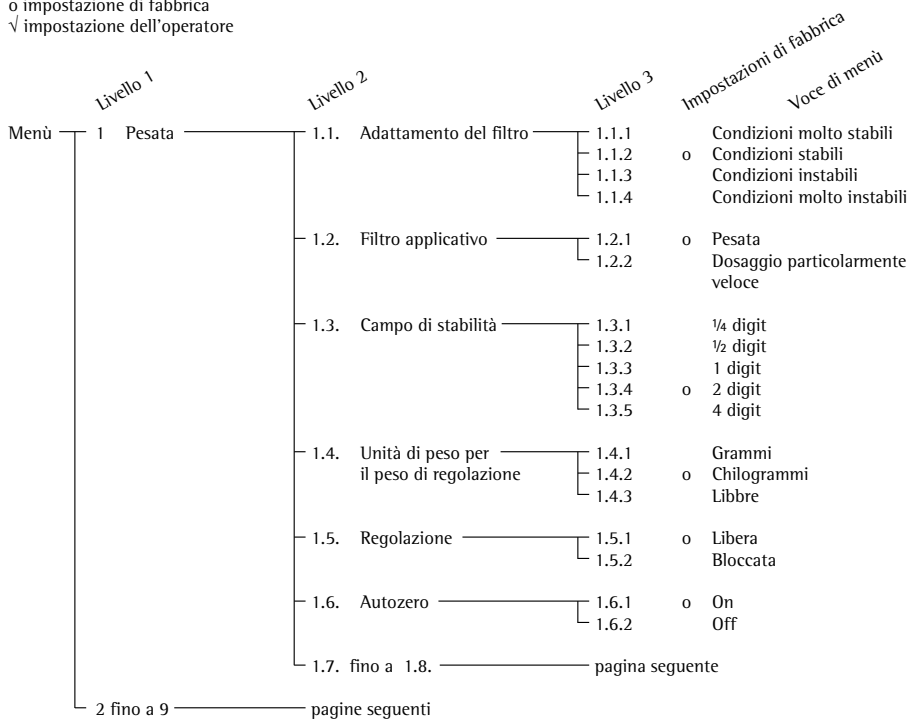 o impostazione di fabbrica
√ impostazione dell'operatore
Livello 1 Livello 2 Livello 3 Impostazioni di fabbrica Voce di menù
Menù 1 Pesata 1.1. Adattamento del filtro 1.1.1 Condizioni molto stabili
1.1.2 o Condizioni stabili
1.1.3 Condizioni instabili
1.1.4 Condizioni molto instabili
1.2. Filtro applicativo 1.2.1 o Pesata
1.2.2 Dosaggio particolarmente
veloce
1.3. Campo di stabilità 1.3.1 ¼ digit
1.3.2 ½ digit
1.3.3 1 digit
1.3.4 o 2 digit
1.3.5 4 digit
1.4. Unità di peso per 1.4.1 Grammi
il peso di regolazione 1.4.2 o Chilogrammi
1.4.3 Libbre
1.5. Regolazione 1.5.1 o Libera
1.5.2 Bloccata
1.6. Autozero 1.6.1 o On
1.6.2 Off
1.7. fino a 1.8. pagina seguente
2 fino a 9 pagine seguenti